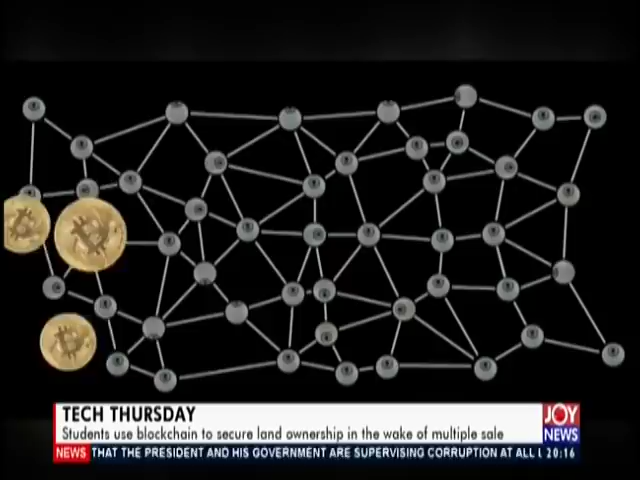 TECH THURSDAY
Students use blockchain to secure land ownership in the wake of multiple sale
JOY
NEWS
NEWS THAT THE PRESIDENT AND HIS GOVERNMENT ARE SUPERVISING CORRUPTION AT ALL 20:16